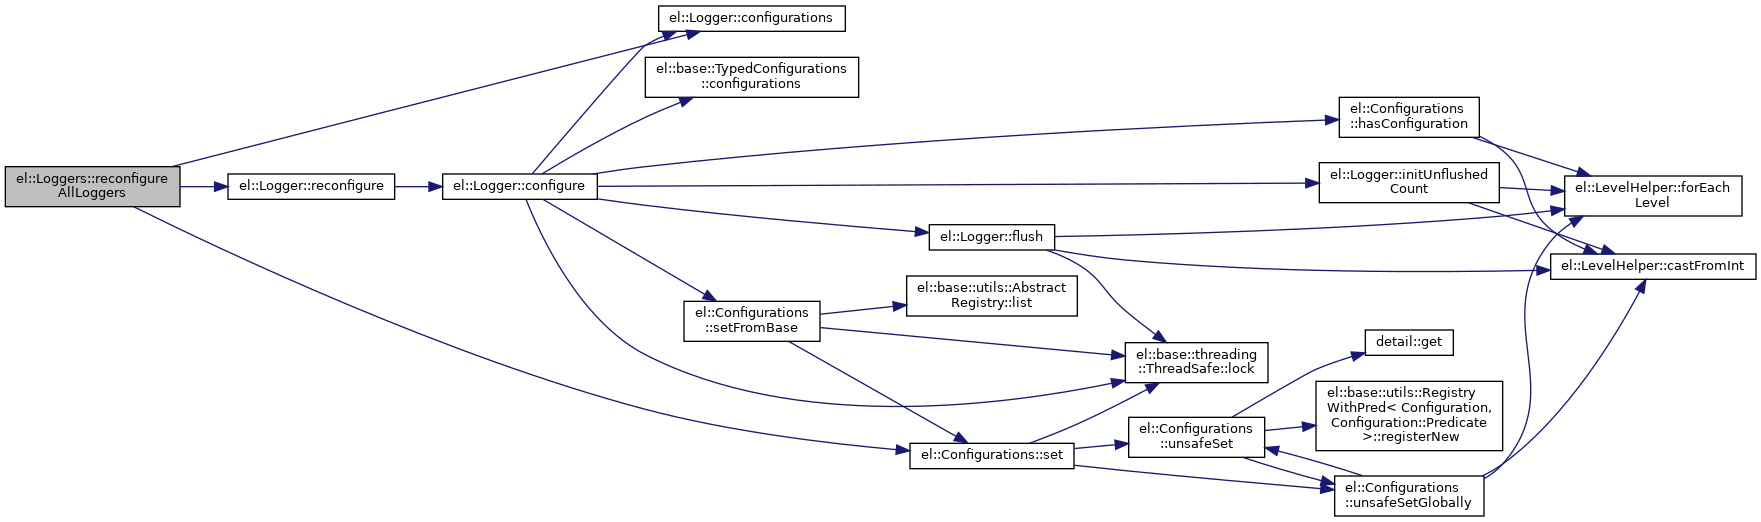 el::Loggers::reconfigure
AllLoggers
el::Logger::reconfigure
el::Logger::configure
el::Logger::configurations
el::base::TypedConfigurations
::configurations
el::Configurations
::hasConfiguration
el::Logger::initUnflushed
Count
el::LevelHelper::forEach
Level
el::Logger::flush
el::LevelHelper::castFromInt
el::base::utils::Abstract
Registry::list
el::Configurations
::setFromBase
el::base::threading
::ThreadSafe::lock
detail::get
el::base::utils::Registry
WithPred< Configuration,
Configuration::Predicate
>::registerNew
el::Configurations
::unsafeSet
el::Configurations::set
el::Configurations
::unsafeSetGlobally